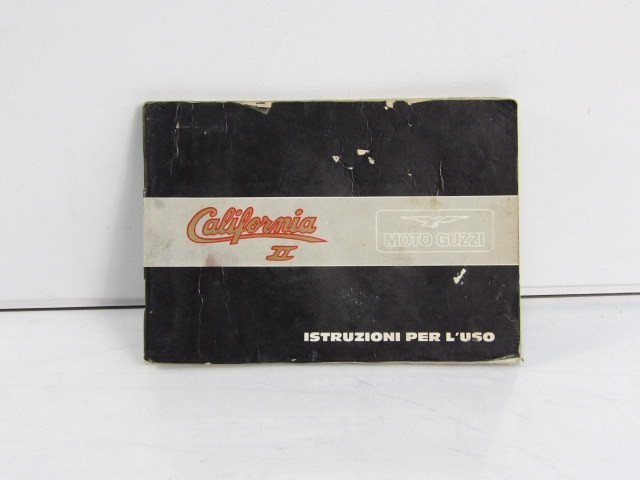 California
II
MOTO GUZZI
ISTRUZIONI PER L'USO